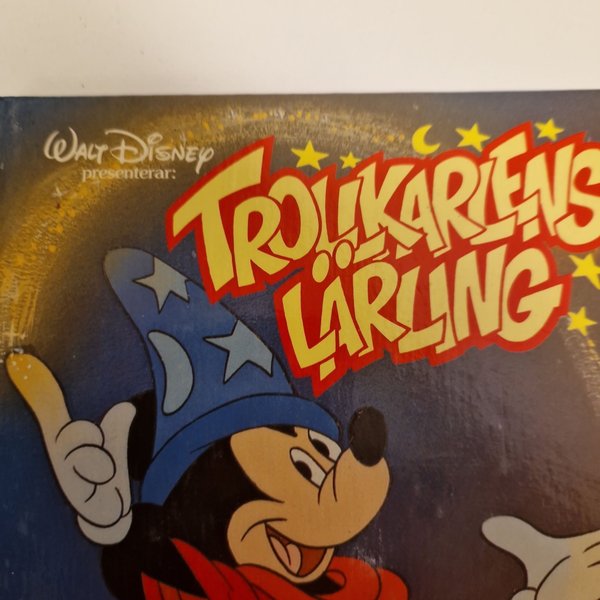 WALT DISNEY
presenterar:
TROLLKARLENS
LÄRLING